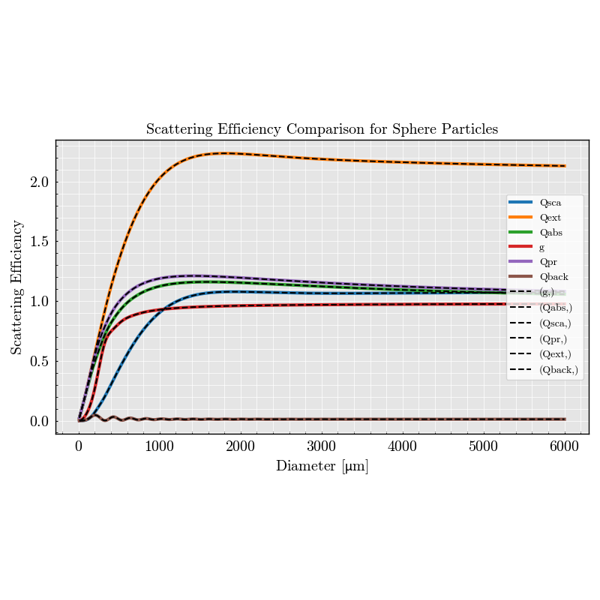 Scattering Efficiency Comparison for Sphere Particles
Scattering Efficiency
2.0
1.5
1.0
0.5
0.0
Qsca
Qext
Qabs
g
Qpr
Qback
(g,)
(Qabs,)
(Qsca,)
(Qpr,)
(Qext,)
(Qback,)
0 1000 2000 3000 4000 5000 6000
Diameter [μm]